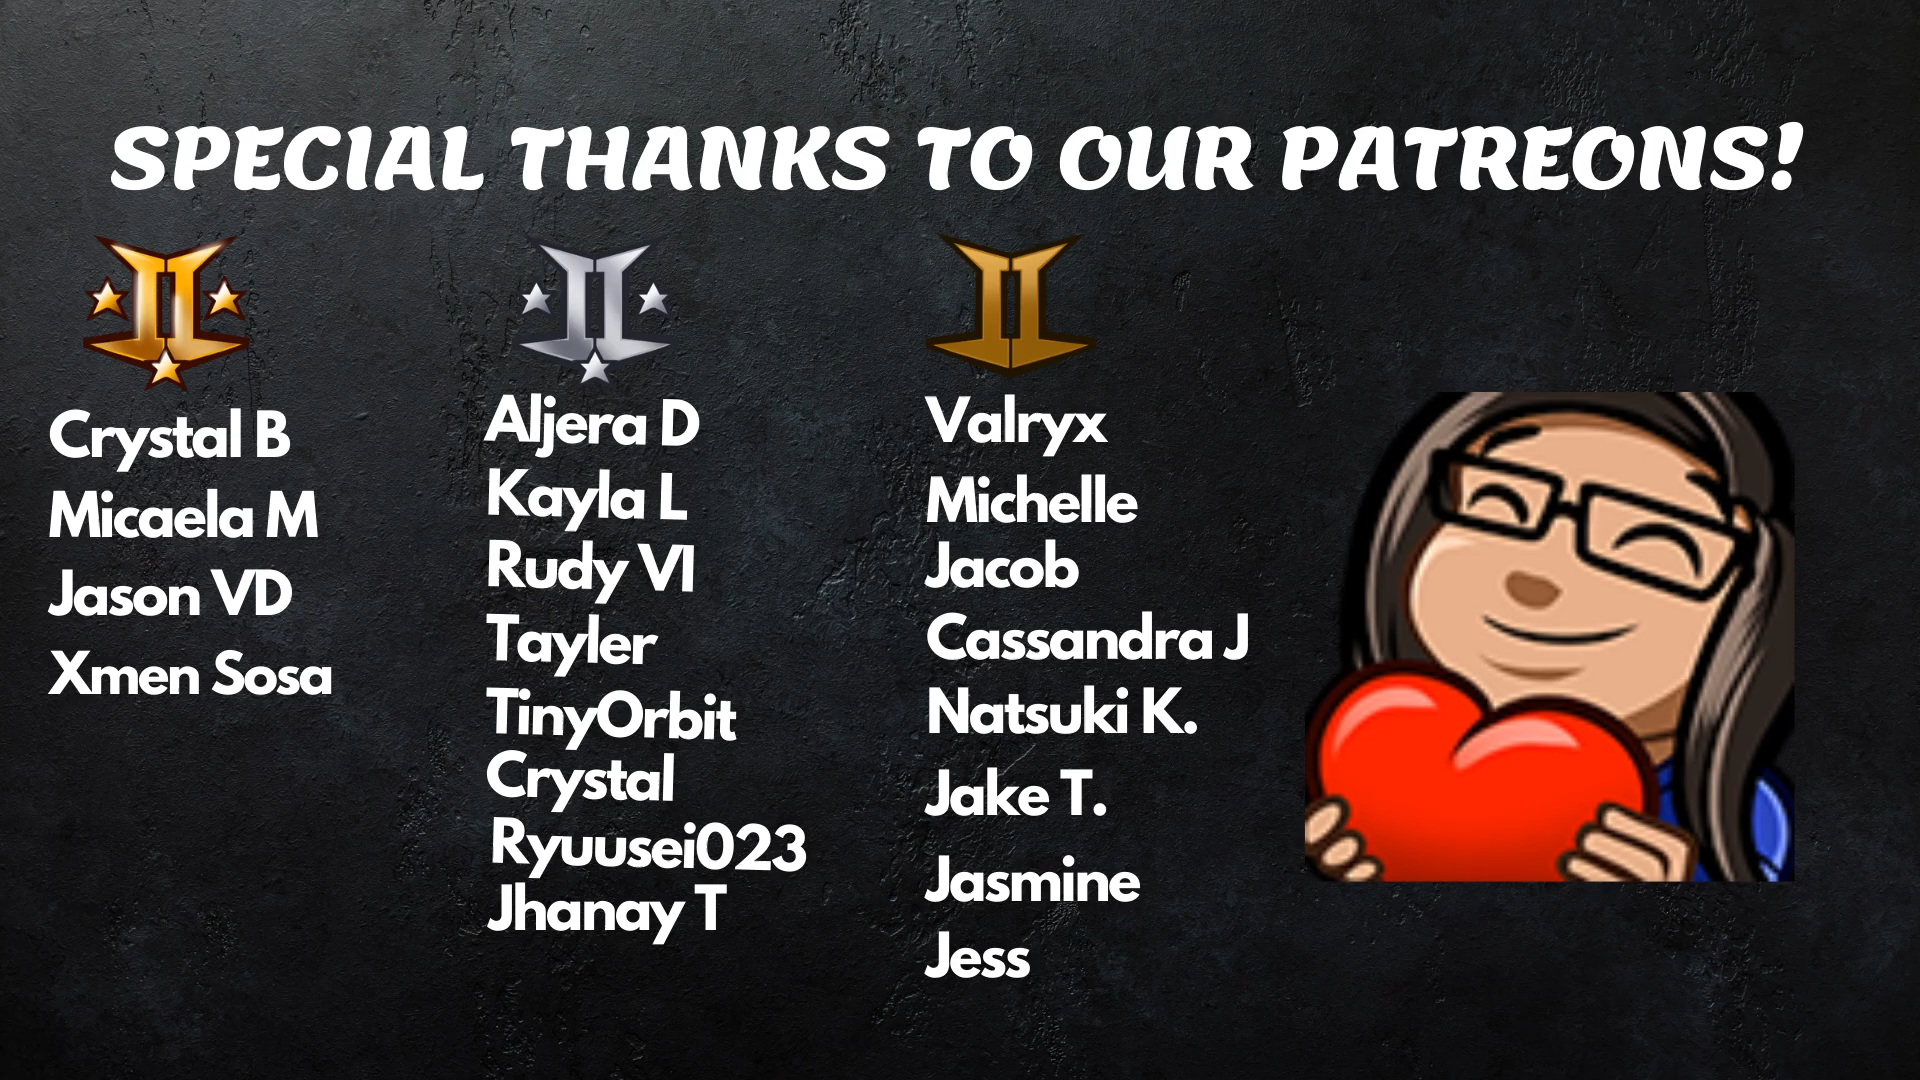 SPECIAL THANKS TO OUR PATREONS!
Crystal B
Micaela M
Jason VD
Xmen Sosa
Aljera D
Kayla L
Rudy VI
Tayler
TinyOrbit
Crystal
Ryuusei023
Jhanay T
Valryx
Michelle
Jacob
Cassandra J
Natsuki K.
Jake T.
Jasmine
Jess